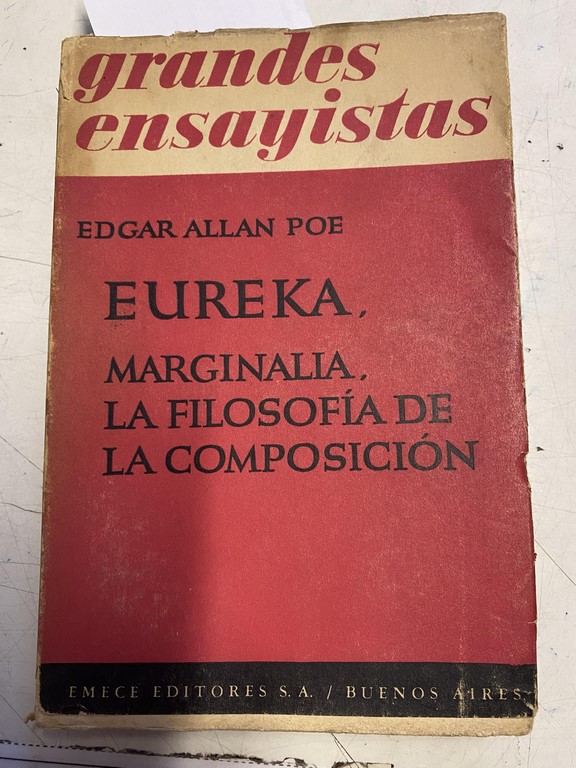 grandes
ensayistas
EDGAR ALLAN POE
EUREKA,
MARGINALIA,
LA FILOSOFÍA DE
LA COMPOSICIÓN
EMECE EDITORES S.A. / BUENOS AIRES